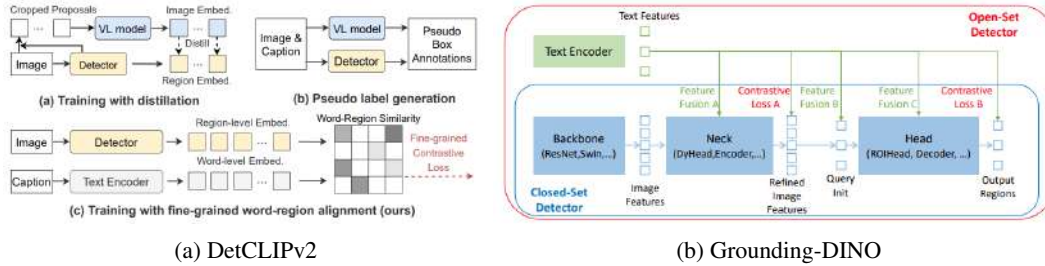 Cropped Proposals
Image Embed.
... VL model ...
Distill
Image Detector ...
Region Embed.
(a) Training with distillation
Image & Caption
VL model
Detector
Pseudo Box Annotations
(b) Pseudo label generation
Region-level Embed.
Word-Region Similarity
Image Detector ...
Word-level Embed.
Caption Text Encoder ...
Fine-grained
Contrastive
Loss
(c) Training with fine-grained word-region alignment (ours)
(a) DetCLIPv2
Text Features
Open-Set
Detector
Text Encoder
Feature
Fusion A
Contrastive
Loss A
Feature
Fusion B
Feature
Fusion C
Contrastive
Loss B
Backbone
(ResNet,Swin,...)
Neck
(DyHead,Encoder,...)
Head
(ROIHead, Decoder, ...)
Closed-Set
Detector
Image
Features
Refined
Image
Features
Query
Init
Output
Regions
(b) Grounding-DINO